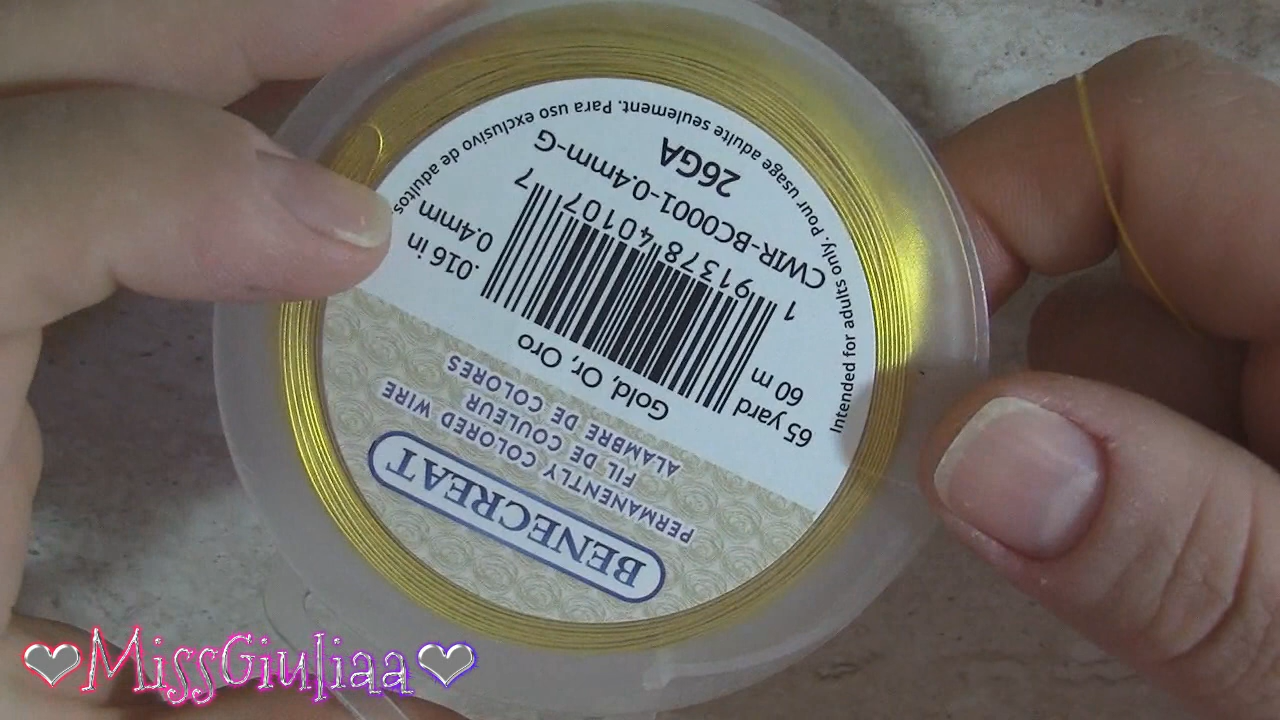 BENECREAT
PERMANENTLY COLORED WIRE
FIL DE COULEUR
ALAMBRE DE COLORES
Gold, Or, Oro
65 yard
60 m
.016 in
0.4mm
1 91378 40107 7
CWIR-BC0001-0.4mm-G
26GA
Intended for adults only. Pour usage adulte seulement. Para uso exclusivo de adultos.
MissGiuliaa